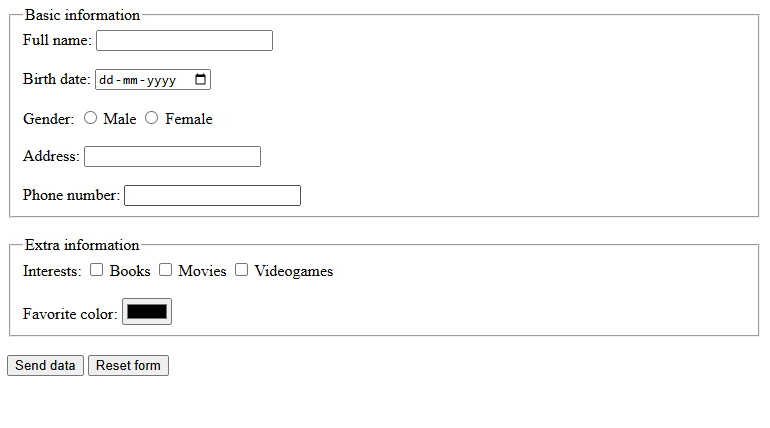 Basic information
Full name:
Birth date: dd-mm-yyyy
Gender: Male Female
Address:
Phone number:
Extra information
Interests: Books Movies Videogames
Favorite color:
Send data Reset form